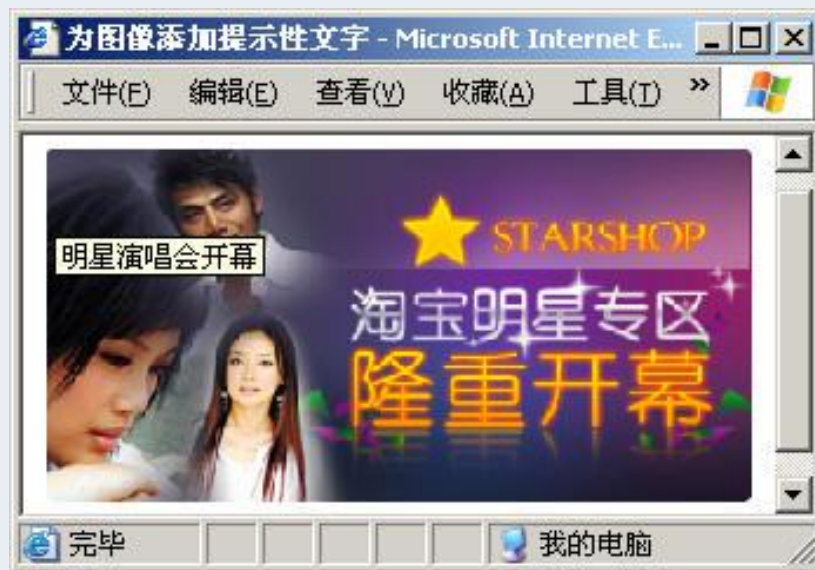 为图像添加提示性文字 - Microsoft Internet E...
文件(F) 编辑(E) 查看(V) 收藏(A) 工具(T) »
STARSHOP
明星演唱会开幕
淘宝明星专区
隆重开幕
完毕
我的电脑